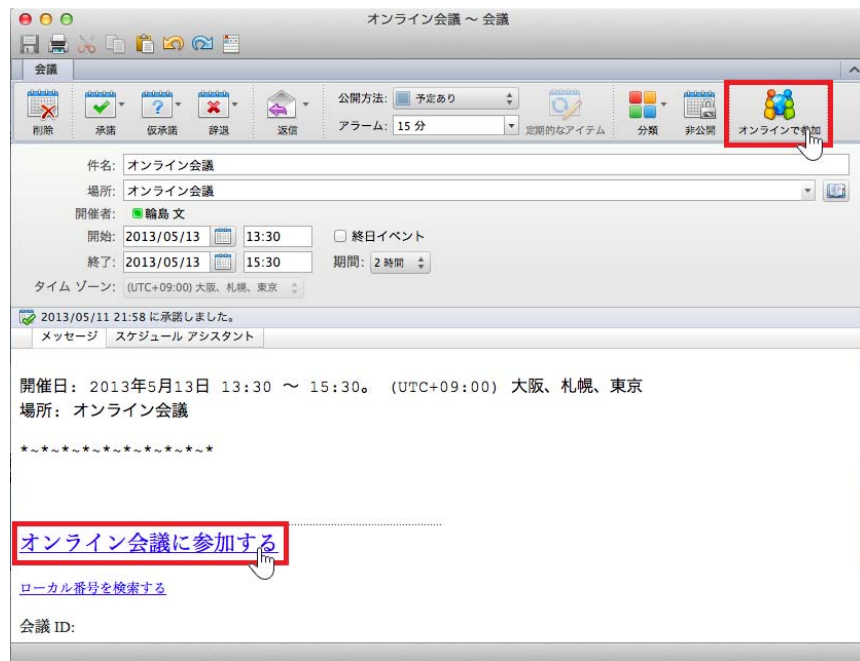 オンライン会議 ～ 会議
会議
削除 承諾 仮承諾 辞退 返信 公開方法: 予定あり アラーム: 15 分 定期的なアイテム 分類 非公開 オンラインで参加
件名: オンライン会議
場所: オンライン会議
開催者: 輪島 文
開始: 2013/05/13 13:30 終日イベント
終了: 2013/05/13 15:30 期間: 2 時間
タイム ゾーン: (UTC+09:00) 大阪、札幌、東京
2013/05/11 21:58 に承諾しました。
メッセージ スケジュール アシスタント
開催日: 2013年5月13日 13:30 ～ 15:30。 (UTC+09:00) 大阪、札幌、東京
場所: オンライン会議
*~*~*~*~*~*~*~*~*~*
オンライン会議に参加する
ローカル番号を検索する
会議 ID: